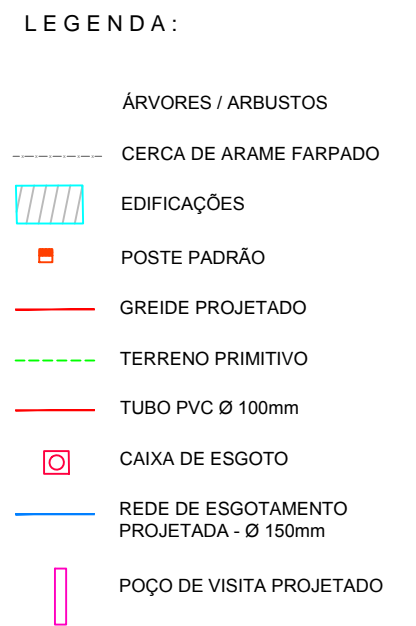 LEGENDA:
ÁRVORES / ARBUSTOS
CERCA DE ARAME FARPADO
EDIFICAÇÕES
POSTE PADRÃO
GREIDE PROJETADO
TERRENO PRIMITIVO
TUBO PVC Ø 100mm
CAIXA DE ESGOTO
REDE DE ESGOTAMENTO
PROJETADA - Ø 150mm
POÇO DE VISITA PROJETADO